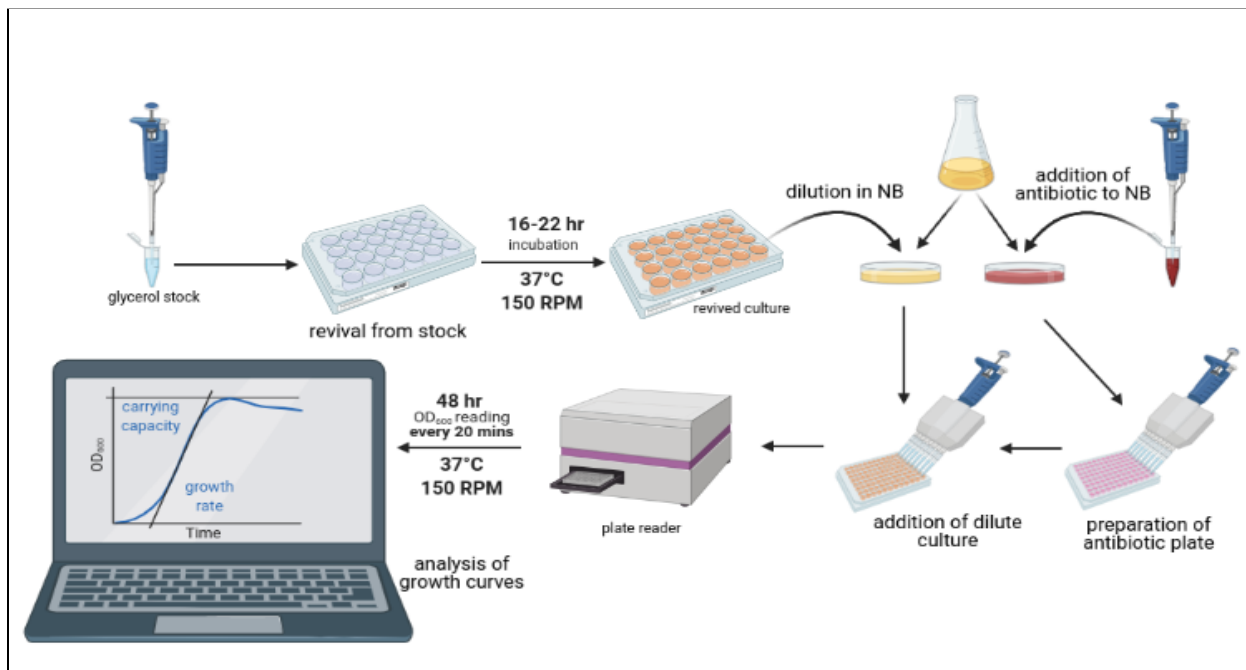 glycerol stock
revival from stock
16-22 hr
incubation
37°C
150 RPM
revived culture
dilution in NB
addition of
antibiotic to NB
preparation of
antibiotic plate
addition of dilute
culture
plate reader
48 hr
OD₆₀₀ reading
every 20 mins
37°C
150 RPM
carrying
capacity
growth
rate
OD₆₀₀
Time
analysis of
growth curves